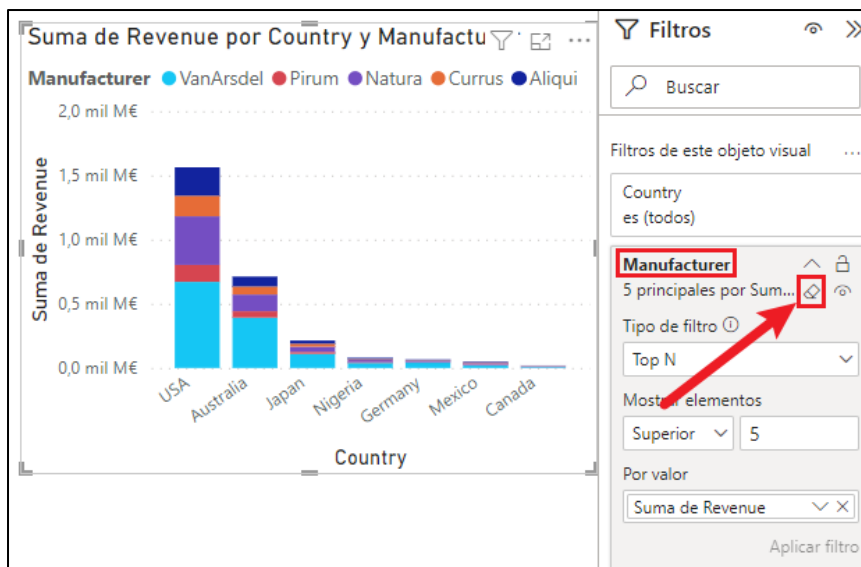 Suma de Revenue por Country y Manufactu
Manufacturer VanArsdel Pirum Natura Currus Aliqui
2,0 mil M€
1,5 mil M€
1,0 mil M€
0,5 mil M€
0,0 mil M€
Suma de Revenue
USA
Australia
Japan
Nigeria
Germany
Mexico
Canada
Country
Filtros
Buscar
Filtros de este objeto visual
Country
es (todos)
Manufacturer
5 principales por Sum...
Tipo de filtro
Top N
Mostrar elementos
Superior 5
Por valor
Suma de Revenue
Aplicar filtro